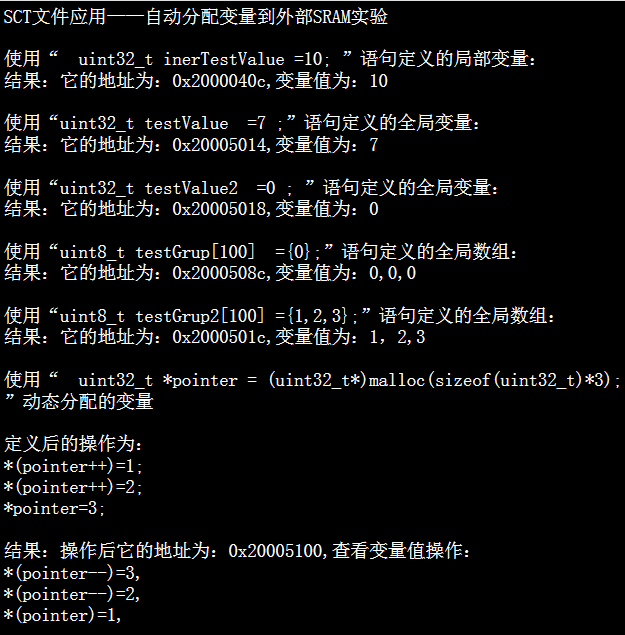 SCT文件应用——自动分配变量到外部SRAM实验
使用“  uint32_t inerTestValue =10; ”语句定义的局部变量：
结果：它的地址为：0x2000040c,变量值为：10
使用“uint32_t testValue  =7 ;”语句定义的全局变量：
结果：它的地址为：0x20005014,变量值为：7
使用“uint32_t testValue2  =0 ; ”语句定义的全局变量：
结果：它的地址为：0x20005018,变量值为：0
使用“uint8_t testGrup[100]  ={0};”语句定义的全局数组：
结果：它的地址为：0x2000508c,变量值为：0,0,0
使用“uint8_t testGrup2[100] ={1,2,3};”语句定义的全局数组：
结果：它的地址为：0x2000501c,变量值为：1，2,3
使用“  uint32_t *pointer = (uint32_t*)malloc(sizeof(uint32_t)*3);
”动态分配的变量
定义后的操作为：
*(pointer++)=1;
*(pointer++)=2;
*pointer=3;
结果：操作后它的地址为：0x20005100,查看变量值操作：
*(pointer--)=3,
*(pointer--)=2,
*(pointer)=1,